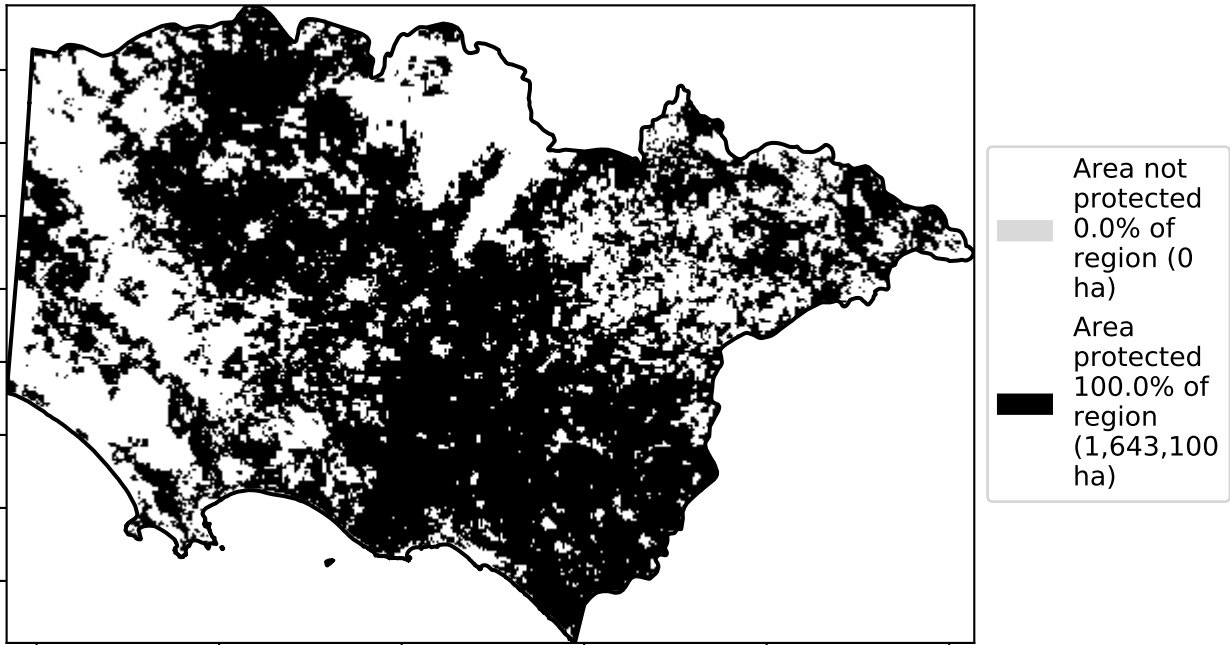 Area not
protected
0.0% of
region (0
ha)
Area
protected
100.0% of
region
(1,643,100
ha)